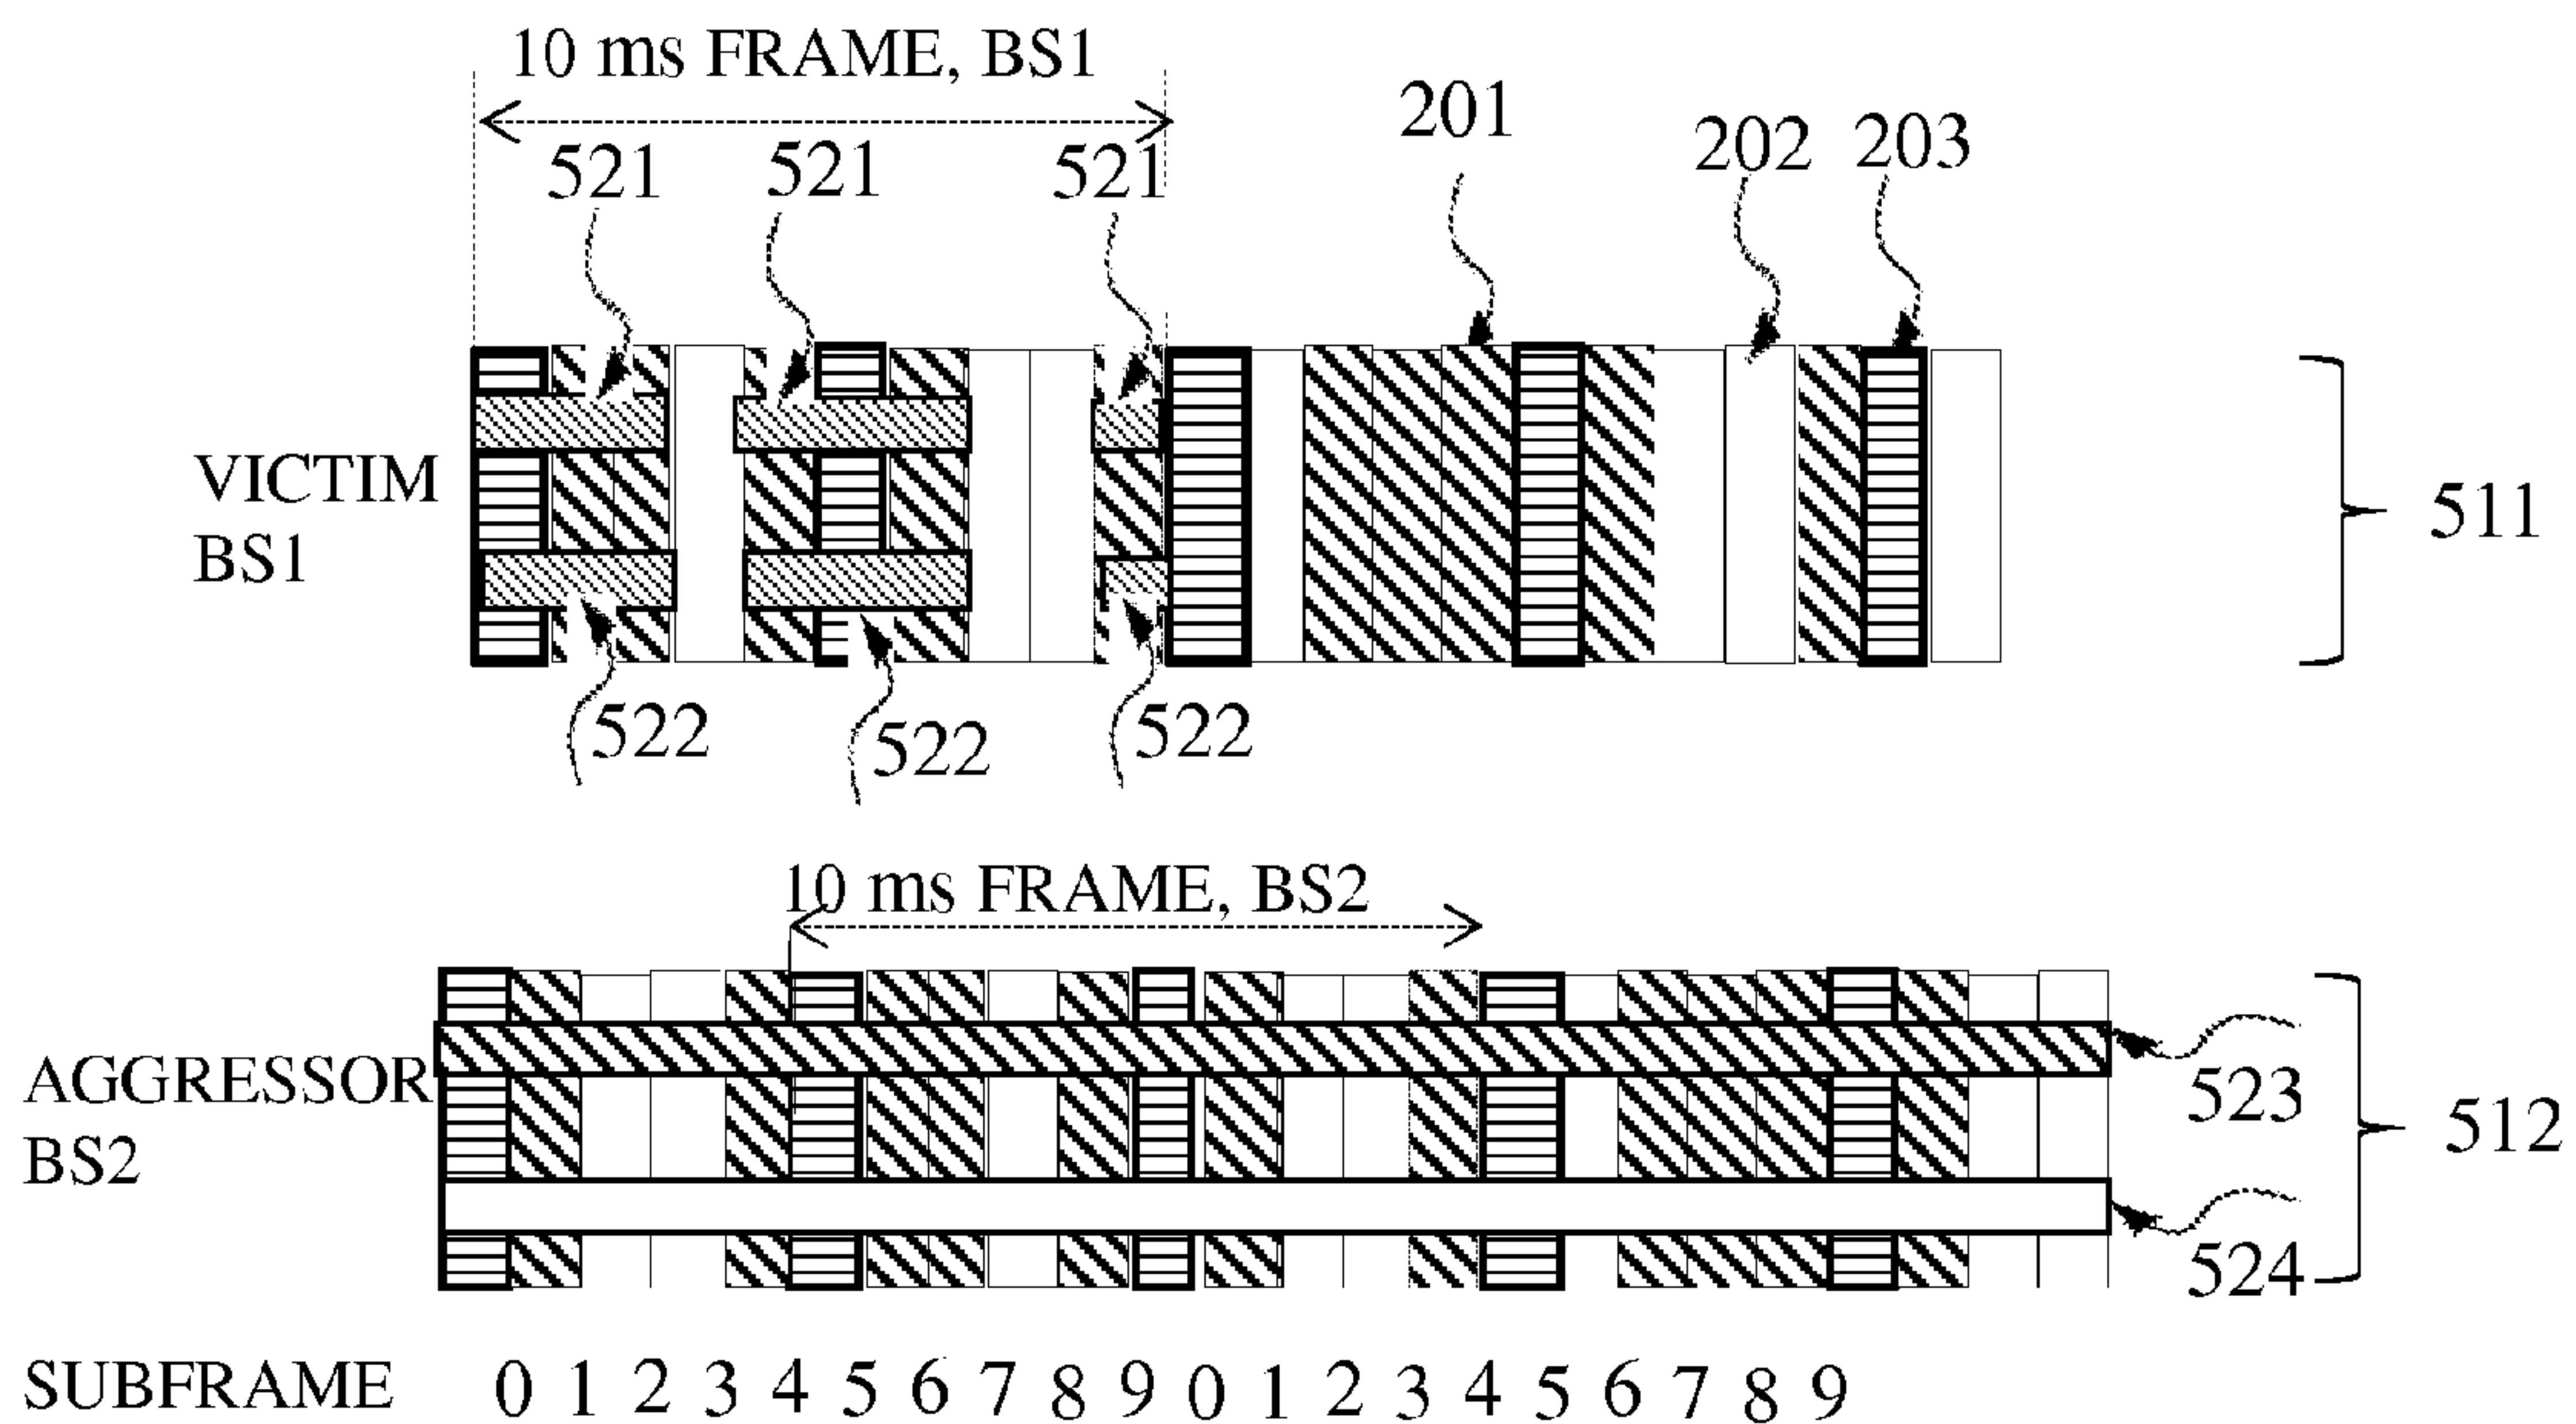 10 ms FRAME, BS1
521 521 521 201 202 203
VICTIM
BS1
511
522 522 522
10 ms FRAME, BS2
AGGRESSOR
BS2
523
512
524
SUBFRAME 0 1 2 3 4 5 6 7 8 9 0 1 2 3 4 5 6 7 8 9